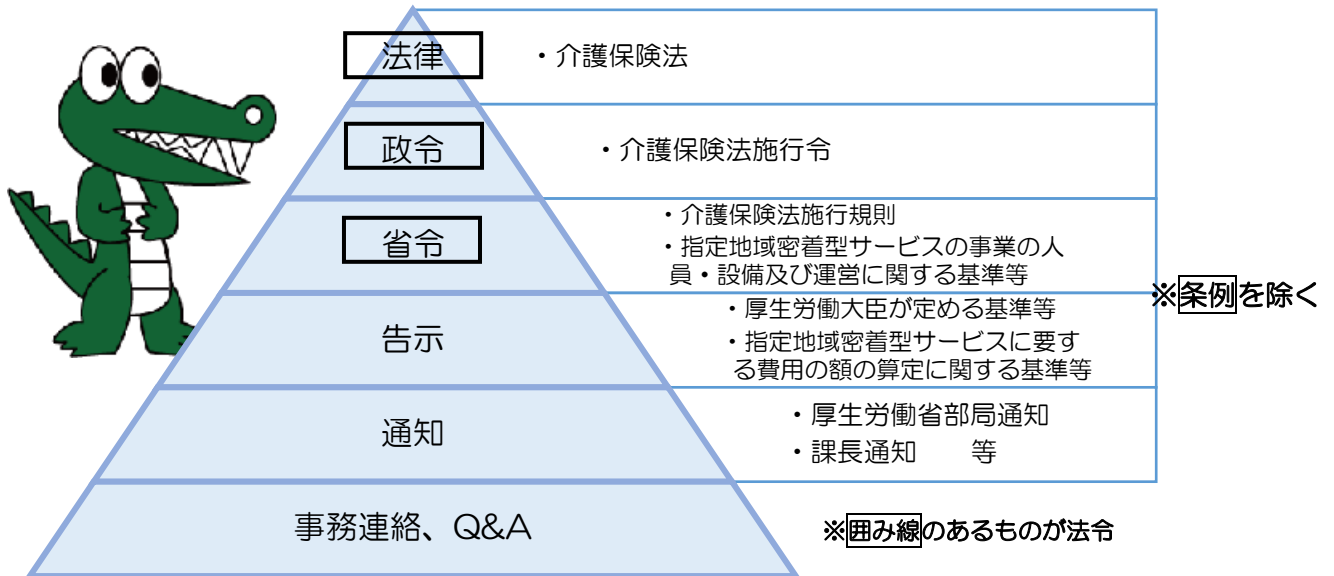 法律
・介護保険法
政令
・介護保険法施行令
省令
・介護保険法施行規則
・指定地域密着型サービスの事業の人
員・設備及び運営に関する基準等
※条例を除く
告示
・厚生労働大臣が定める基準等
・指定地域密着型サービスに要す
る費用の額の算定に関する基準等
通知
・厚生労働省部局通知
・課長通知　　等
事務連絡、Q&A
※囲み線のあるものが法令